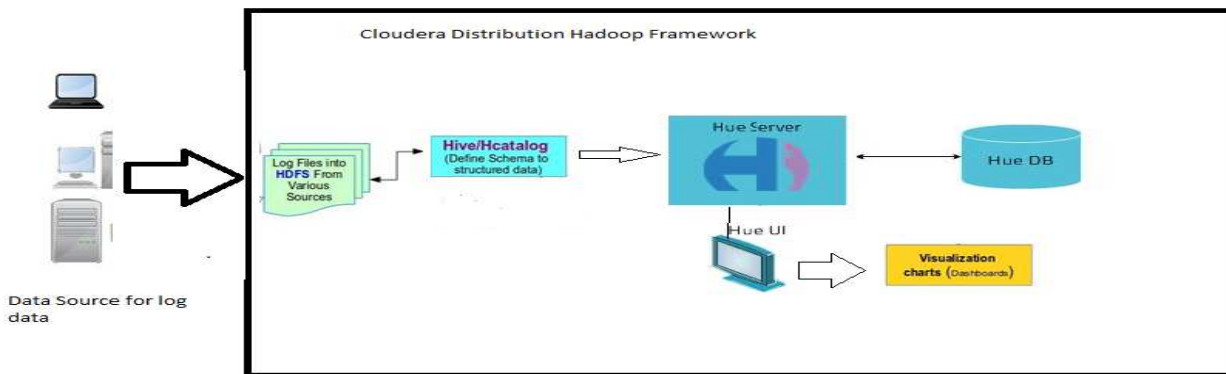 Cloudera Distribution Hadoop Framework
Log Files into
HDFS From
Various
Sources
Hive/Hcatalog
(Define Schema to
structured data)
Hue Server
Hue DB
Hue UI
Visualization
charts (Dashboards)
Data Source for log
data